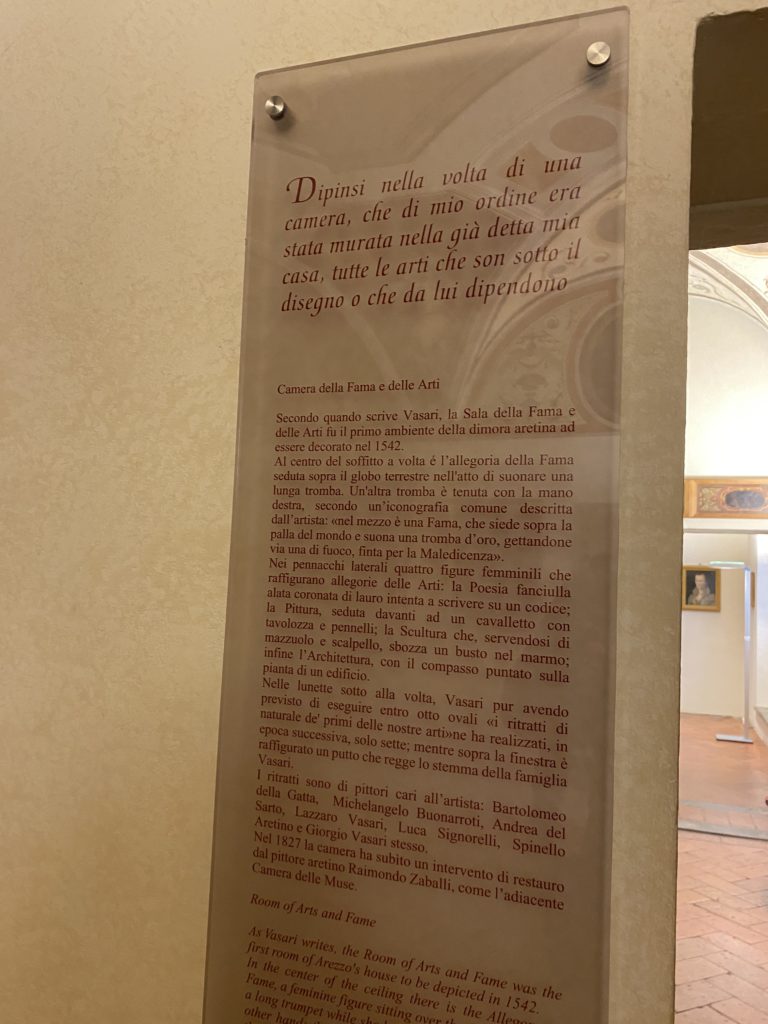 Dipinsi nella volta di una
camera, che di mio ordine era
stata murata nella già detta mia
casa, tutte le arti che son sotto il
disegno o che da lui dipendono
Camera della Fama e delle Arti
Secondo quando scrive Vasari, la Sala della Fama e
delle Arti fu il primo ambiente della dimora aretina ad
essere decorato nel 1542.
Al centro del soffitto a volta é l’allegoria della Fama
seduta sopra il globo terrestre nell'atto di suonare una
lunga tromba. Un'altra tromba è tenuta con la mano
destra, secondo un’iconografia comune descritta
dall’artista: «nel mezzo è una Fama, che siede sopra la
palla del mondo e suona una tromba d’oro, gettandone
via una di fuoco, finta per la Maledicenza».
Nei pennacchi laterali quattro figure femminili che
raffigurano allegorie delle Arti: la Poesia fanciulla
alata coronata di lauro intenta a scrivere su un codice;
la Pittura, seduta davanti ad un cavalletto con
tavolozza e pennelli; la Scultura che, servendosi di
mazzuolo e scalpello, sbozza un busto nel marmo;
infine l’Architettura, con il compasso puntato sulla
pianta di un edificio.
Nelle lunette sotto alla volta, Vasari pur avendo
previsto di eseguire entro otto ovali «i ritratti di
naturale de' primi delle nostre arti»ne ha realizzati, in
epoca successiva, solo sette; mentre sopra la finestra è
raffigurato un putto che regge lo stemma della famiglia
Vasari.
I ritratti sono di pittori cari all’artista: Bartolomeo
della Gatta, Michelangelo Buonarroti, Andrea del
Sarto, Lazzaro Vasari, Luca Signorelli, Spinello
Aretino e Giorgio Vasari stesso.
Nel 1827 la camera ha subito un intervento di restauro
dal pittore aretino Raimondo Zaballi, come l’adiacente
Camera delle Muse.
Room of Arts and Fame
As Vasari writes, the Room of Arts and Fame was the
first room of Arezzo's house to be depicted in 1542.
In the center of the ceiling there is the
Fame, a feminine figure sitting over
a long trumpet while
other